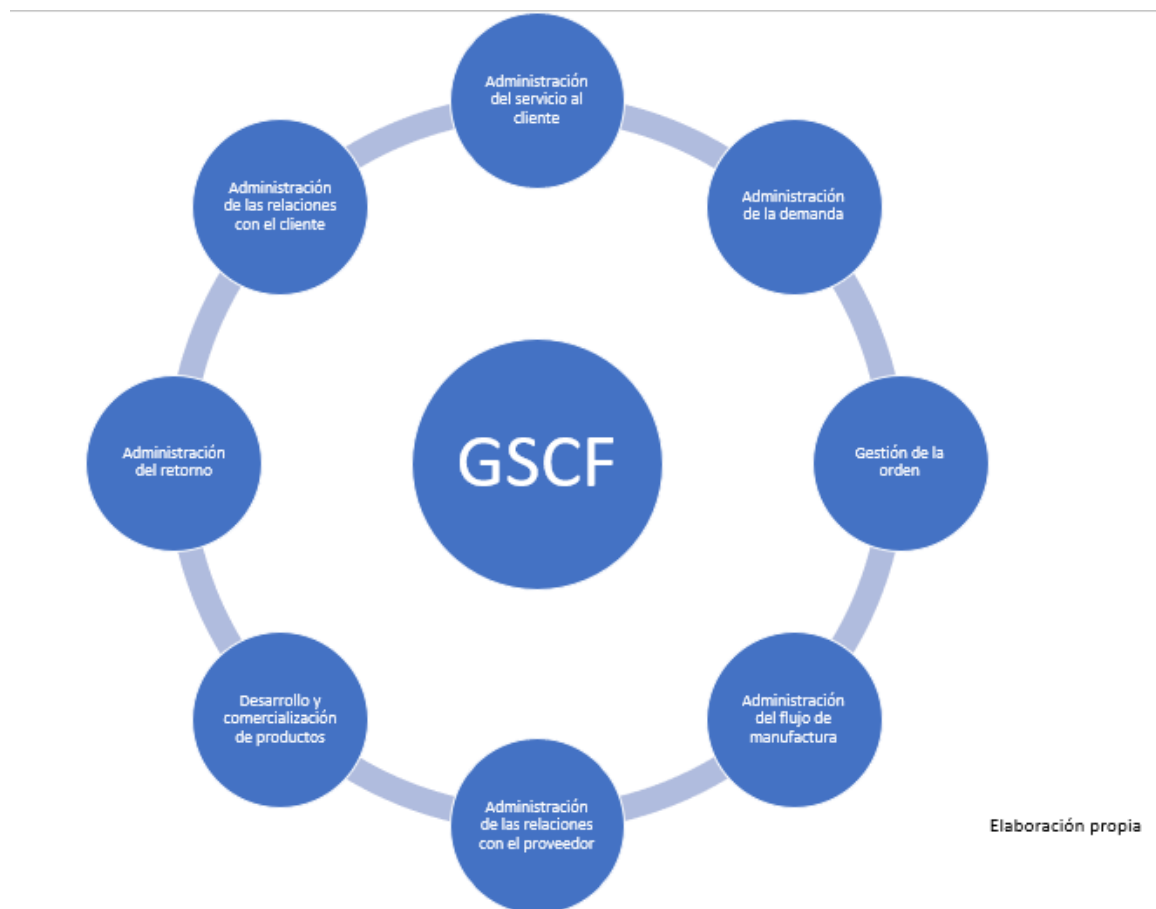 Administración
del servicio al
cliente
Administración
de la demanda
Gestión de la
orden
Administración
del flujo de
manufactura
Administración
de las relaciones
con el proveedor
Desarrollo y
comercialización
de productos
Administración
del retorno
Administración
de las relaciones
con el cliente
GSCF
Elaboración propia